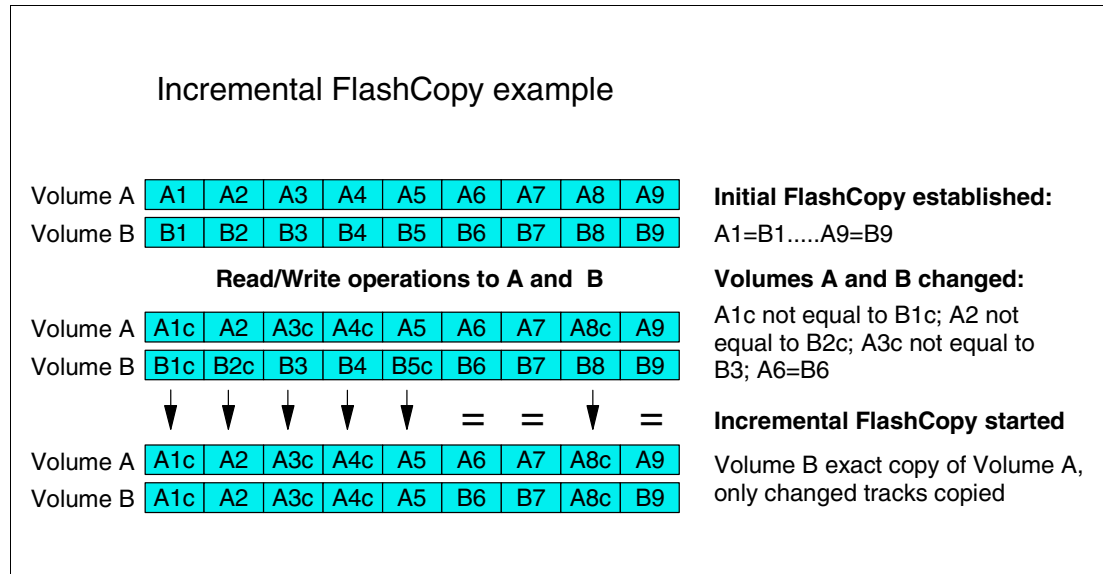 Incremental FlashCopy example
Volume A A1 A2 A3 A4 A5 A6 A7 A8 A9
Volume B B1 B2 B3 B4 B5 B6 B7 B8 B9
Initial FlashCopy established:
A1=B1.....A9=B9
Read/Write operations to A and B
Volume A A1c A2 A3c A4c A5 A6 A7 A8c A9
Volume B B1c B2c B3 B4 B5c B6 B7 B8 B9
Volumes A and B changed:
A1c not equal to B1c; A2 not
equal to B2c; A3c not equal to
B3; A6=B6
= = =
Volume A A1c A2 A3c A4c A5 A6 A7 A8c A9
Volume B A1c A2 A3c A4c A5 B6 B7 A8c B9
Incremental FlashCopy started
Volume B exact copy of Volume A,
only changed tracks copied